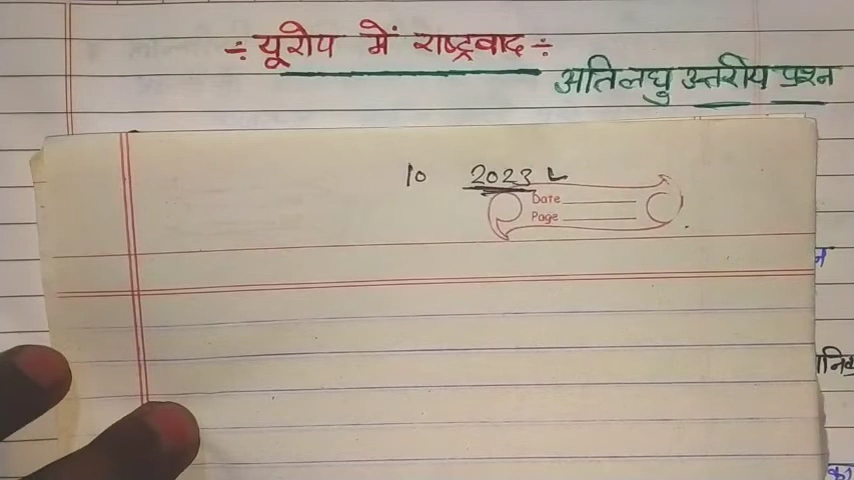 ÷ यूरोप में राष्ट्रवाद ÷
अतिलघु उत्तरीय प्रश्न
10 2023
Date
Page